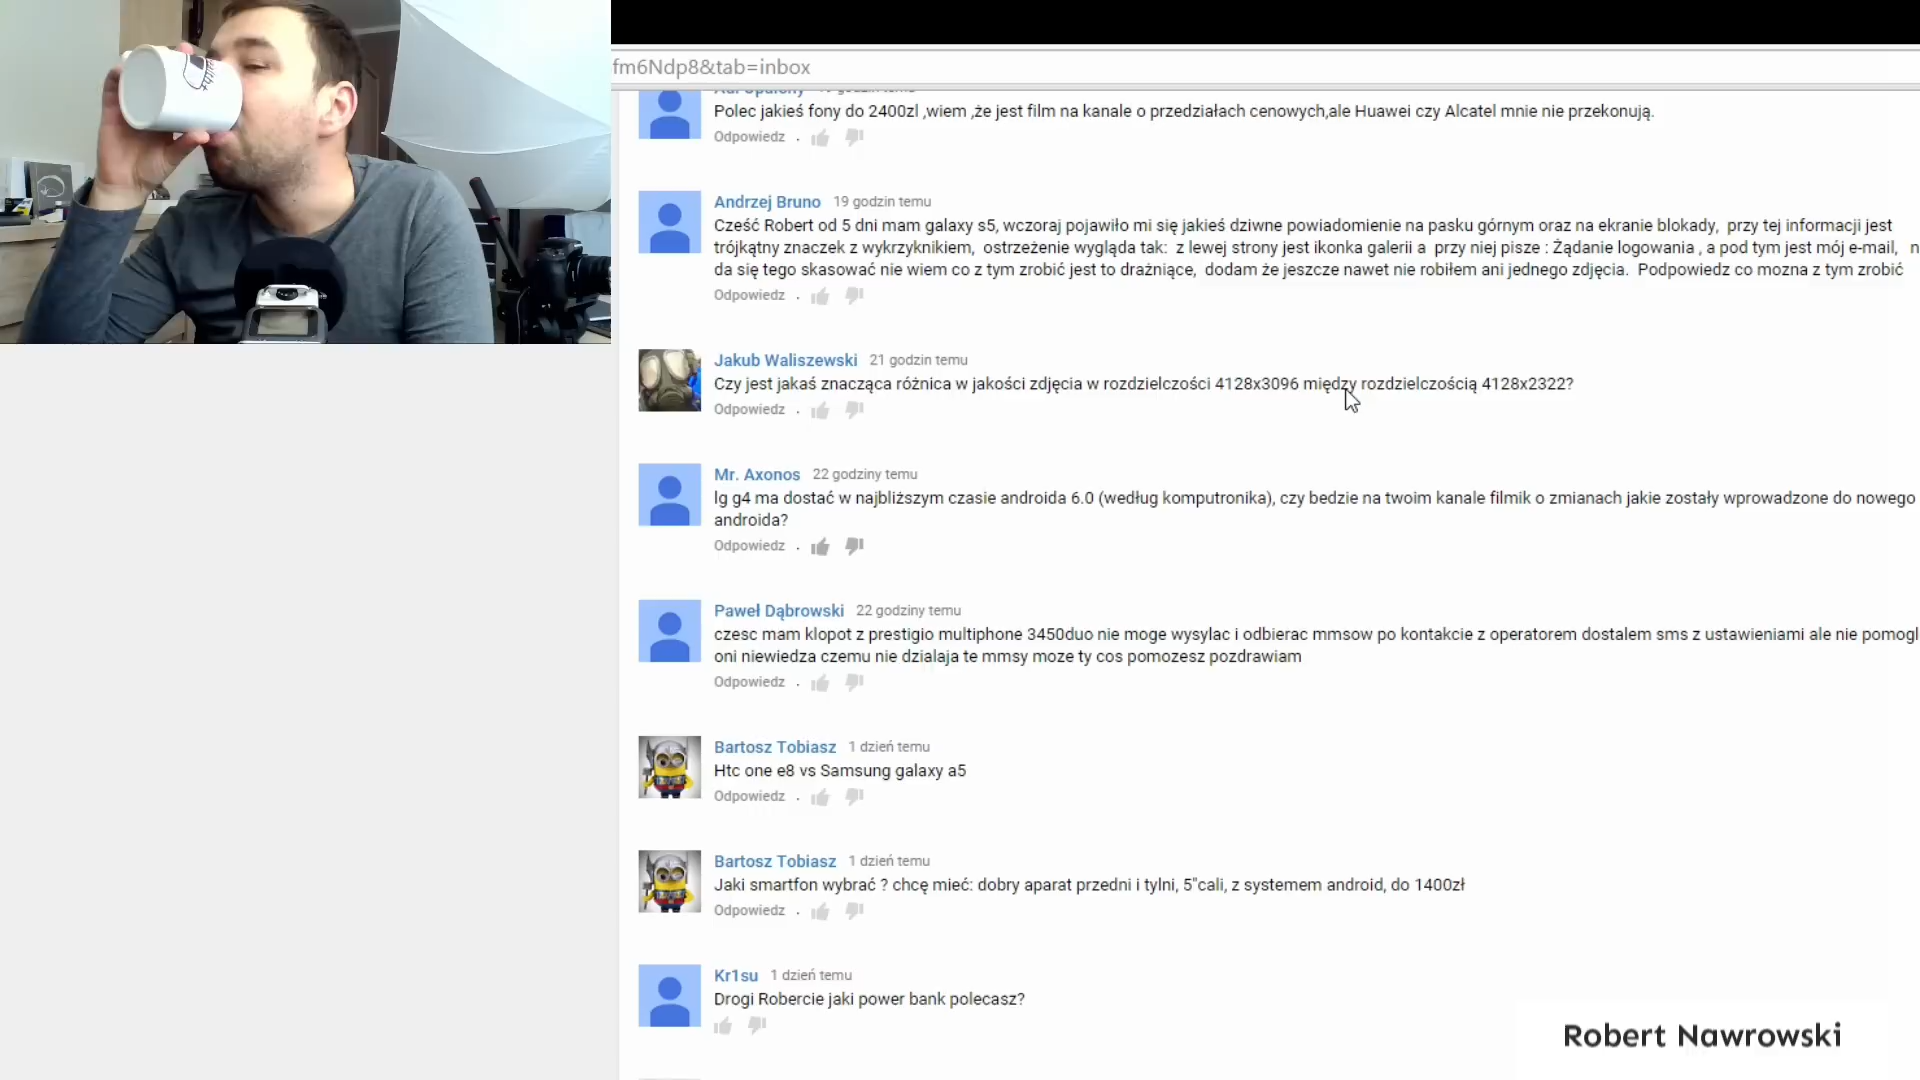 fm6Ndp8&tab=inbox
Polec jakieś fony do 2400zl ,wiem ,że jest film na kanale o przedziałach cenowych,ale Huawei czy Alcatel mnie nie przekonują.
Odpowiedz .
Andrzej Bruno 19 godzin temu
Cześć Robert od 5 dni mam galaxy s5, wczoraj pojawiło mi się jakieś dziwne powiadomienie na pasku górnym oraz na ekranie blokady, przy tej informacji jest
trójkątny znaczek z wykrzyknikiem, ostrzeżenie wygląda tak: z lewej strony jest ikonka galerii a przy niej pisze : Żądanie logowania , a pod tym jest mój e-mail, n
da się tego skasować nie wiem co z tym zrobić jest to drażniące, dodam że jeszcze nawet nie robiłem ani jednego zdjęcia. Podpowiedz co mozna z tym zrobić
Odpowiedz .
Jakub Waliszewski 21 godzin temu
Czy jest jakaś znacząca różnica w jakości zdjęcia w rozdzielczości 4128x3096 między rozdzielczością 4128x2322?
Odpowiedz .
Mr. Axonos 22 godziny temu
lg g4 ma dostać w najbliższym czasie androida 6.0 (według komputronika), czy bedzie na twoim kanale filmik o zmianach jakie zostały wprowadzone do nowego
androida?
Odpowiedz .
Paweł Dąbrowski 22 godziny temu
czesc mam klopot z prestigio multiphone 3450duo nie moge wysylac i odbierac mmsow po kontakcie z operatorem dostalem sms z ustawieniami ale nie pomogl
oni niewiedza czemu nie dzialaja te mmsy moze ty cos pomozesz pozdrawiam
Odpowiedz .
Bartosz Tobiasz 1 dzień temu
Htc one e8 vs Samsung galaxy a5
Odpowiedz .
Bartosz Tobiasz 1 dzień temu
Jaki smartfon wybrać ? chcę mieć: dobry aparat przedni i tylni, 5"cali, z systemem android, do 1400zł
Odpowiedz .
Kr1su 1 dzień temu
Drogi Robercie jaki power bank polecasz?
Robert Nawrowski